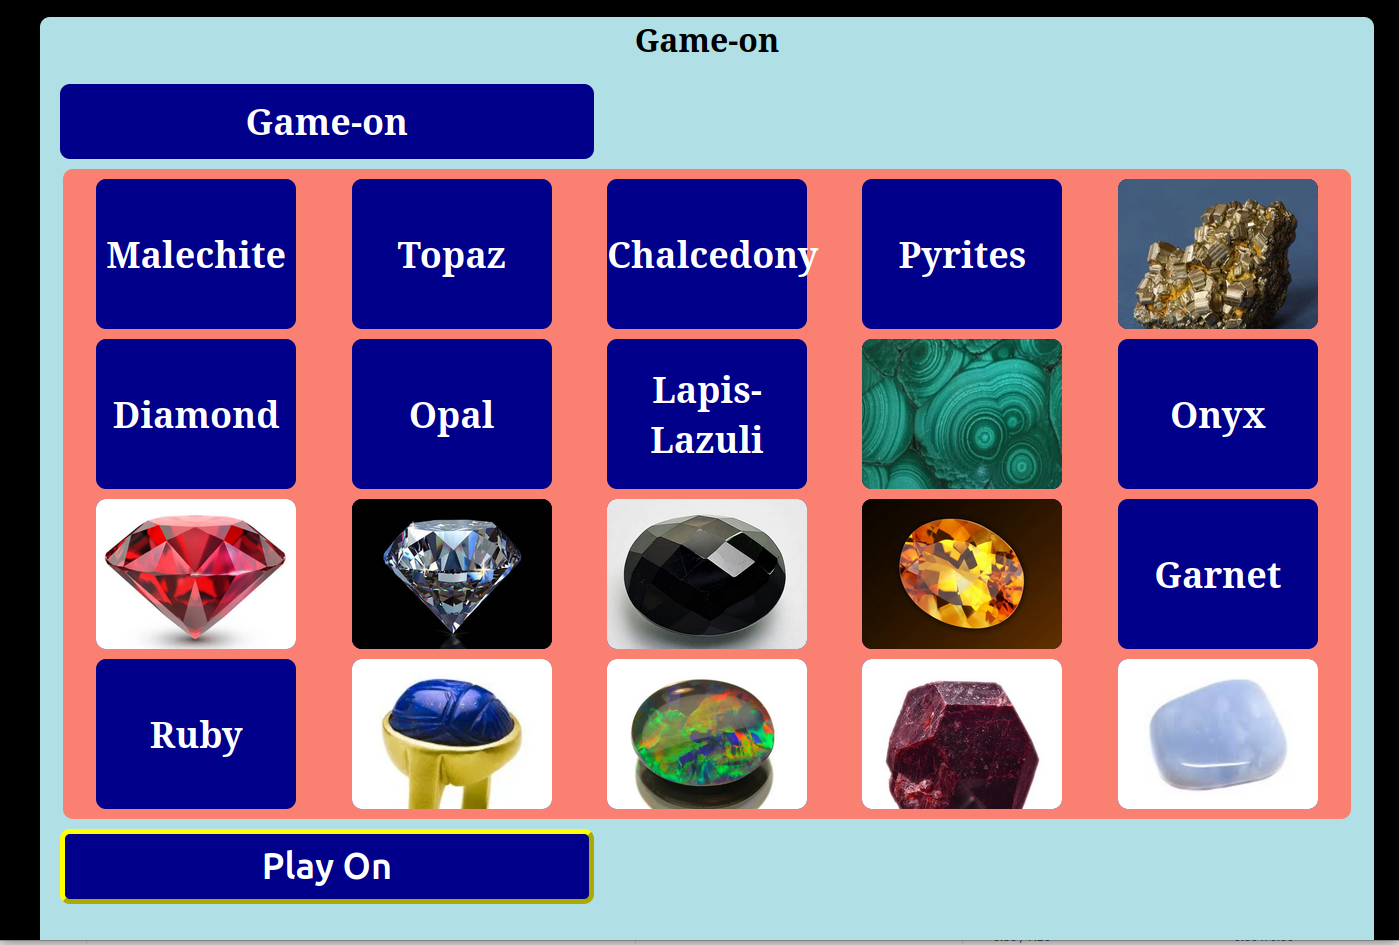 Game-on
Game-on
Malechite
Topaz
Chalcedony
Pyrites
Diamond
Opal
Lapis-
Lazuli
Onyx
Garnet
Ruby
Play On